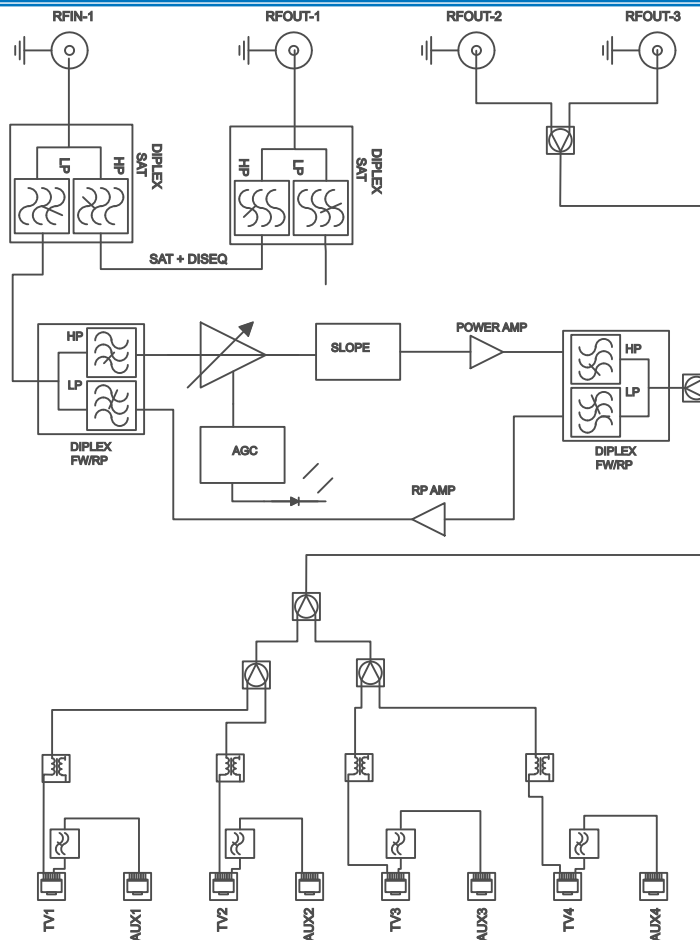 RFIN-1
RFOUT-1
RFOUT-2
RFOUT-3
LP
HP
DIPLEX
SAT
HP
LP
DIPLEX
SAT
SAT + DISEQ
HP
LP
DIPLEX
FW/RP
SLOPE
POWER AMP
HP
LP
DIPLEX
FW/RP
AGC
RP AMP
TV1
AUX1
TV2
AUX2
TV3
AUX3
TV4
AUX4